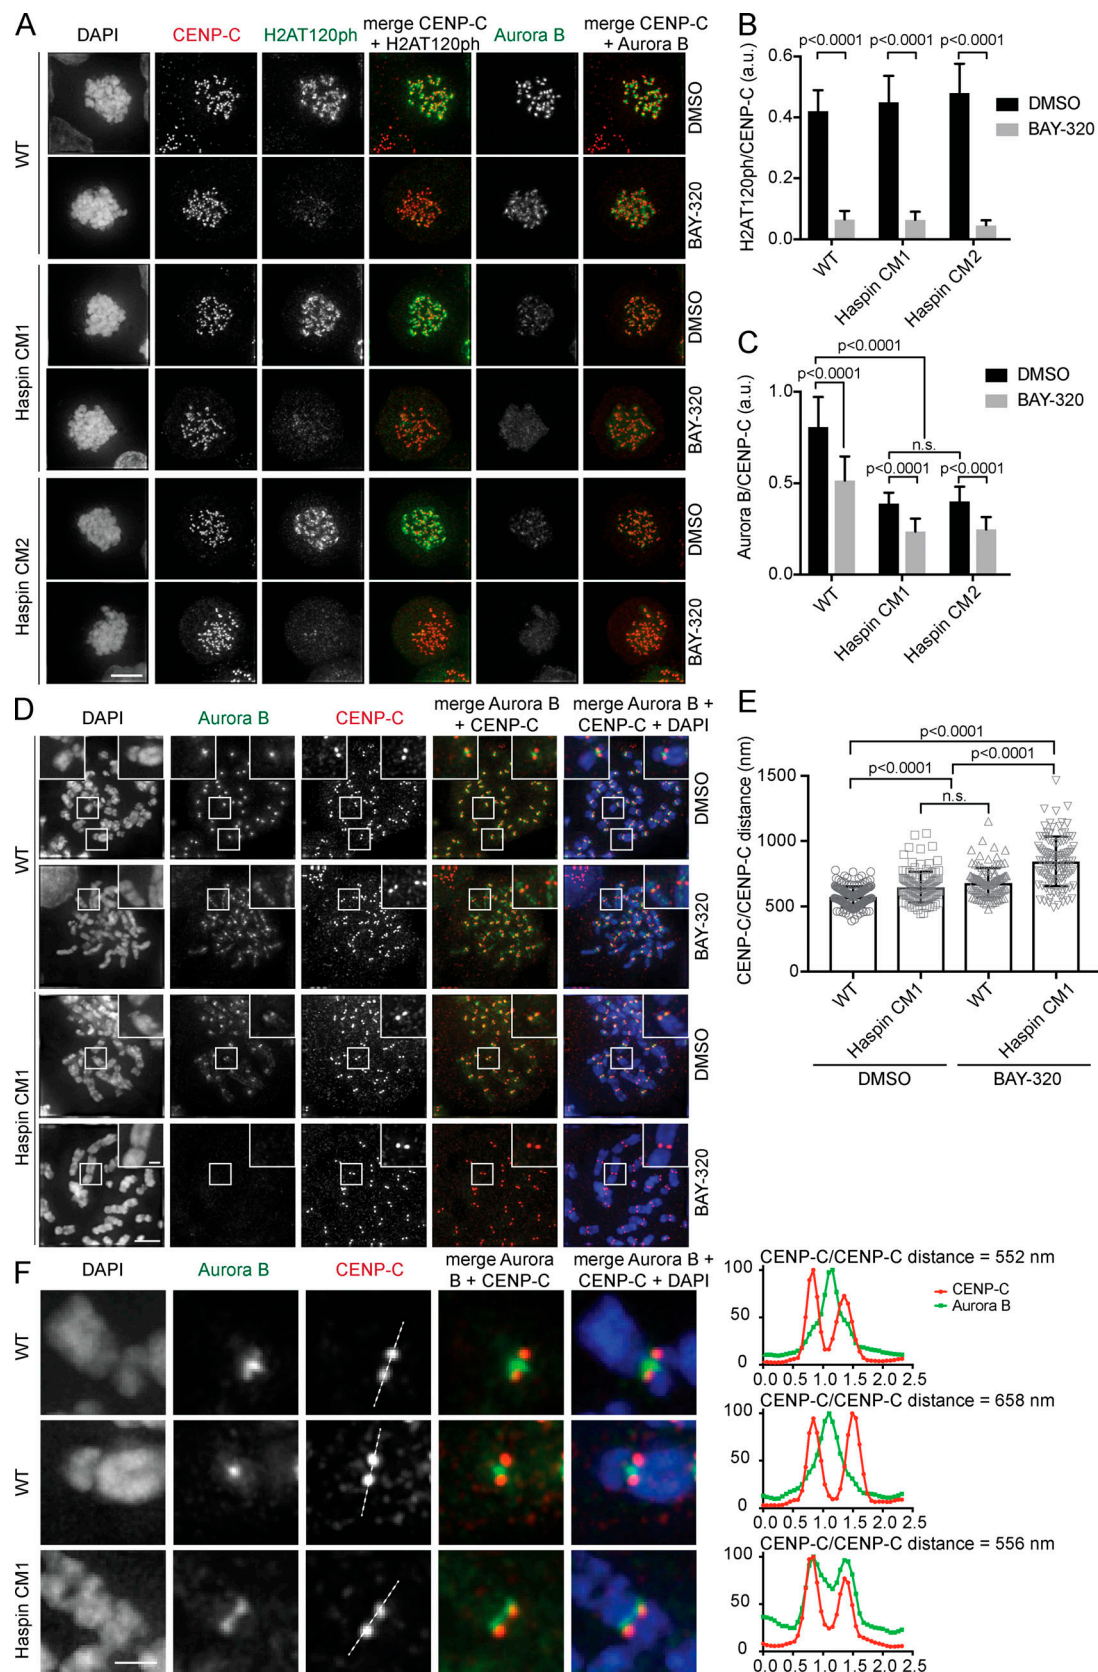 A
DAPI
CENP-C
H2AT120ph
merge CENP-C
+ H2AT120ph
Aurora B
merge CENP-C
+ Aurora B
WT
DMSO
BAY-320
Haspin CM1
DMSO
BAY-320
Haspin CM2
DMSO
BAY-320
B
p<0.0001 p<0.0001 p<0.0001
H2AT120ph/CENP-C (a.u.)
0.6
0.4
0.2
0.0
DMSO
BAY-320
WT
Haspin CM1
Haspin CM2
C
p<0.0001
p<0.0001
n.s.
p<0.0001 p<0.0001
Aurora B/CENP-C (a.u.)
1.0
0.5
0.0
DMSO
BAY-320
WT
Haspin CM1
Haspin CM2
D
DAPI
Aurora B
CENP-C
merge Aurora B
+ CENP-C
merge Aurora B +
CENP-C + DAPI
WT
DMSO
BAY-320
Haspin CM1
DMSO
BAY-320
E
p<0.0001
p<0.0001 p<0.0001
n.s.
CENP-C/CENP-C distance (nm)
1500
1000
500
0
WT
Haspin CM1
WT
Haspin CM1
DMSO
BAY-320
F
DAPI
Aurora B
CENP-C
merge Aurora
B + CENP-C
merge Aurora B +
CENP-C + DAPI
WT
WT
Haspin CM1
CENP-C/CENP-C distance = 552 nm
100
50
0
0.0 0.5 1.0 1.5 2.0 2.5
CENP-C
Aurora B
CENP-C/CENP-C distance = 658 nm
100
50
0
0.0 0.5 1.0 1.5 2.0 2.5
CENP-C/CENP-C distance = 556 nm
100
50
0
0.0 0.5 1.0 1.5 2.0 2.5